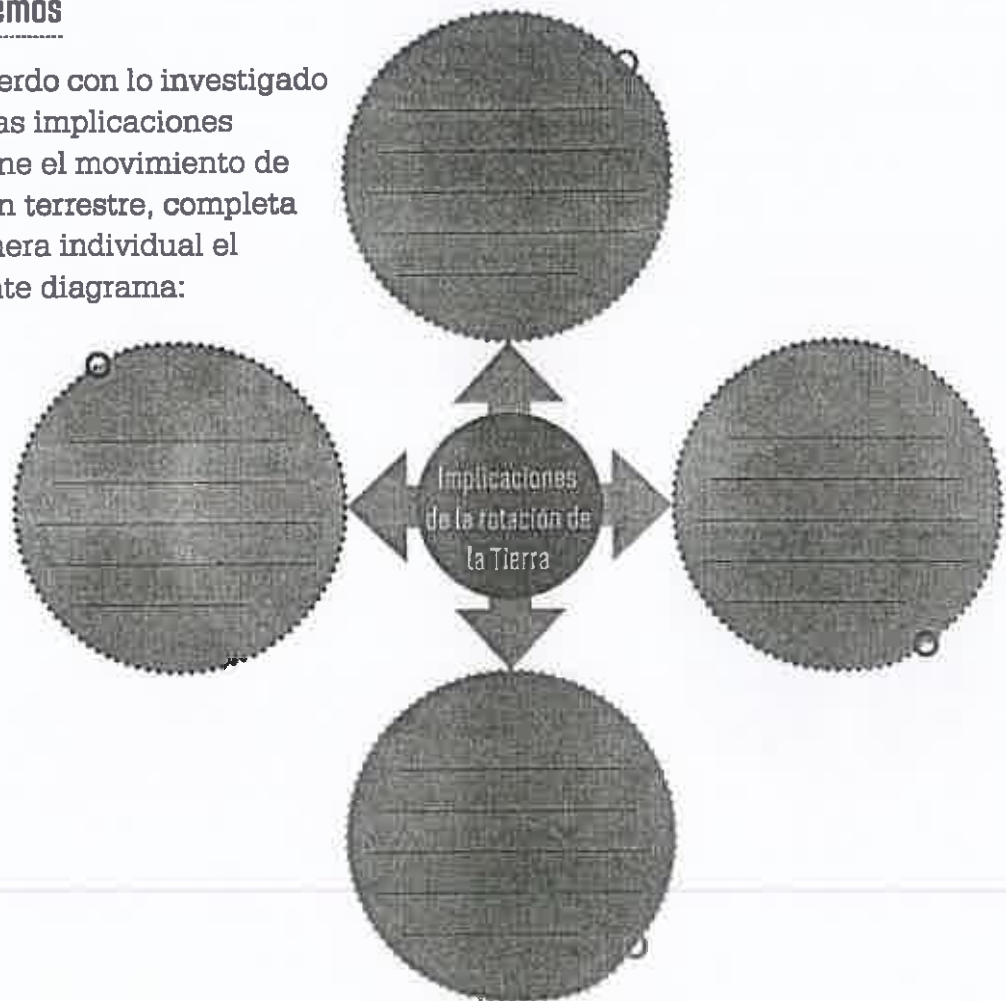 emos
erdo con lo investigado
as implicaciones
ne el movimiento de
n terrestre, completa
nera individual el
te diagrama:
Implicaciones
de la rotación de
la Tierra